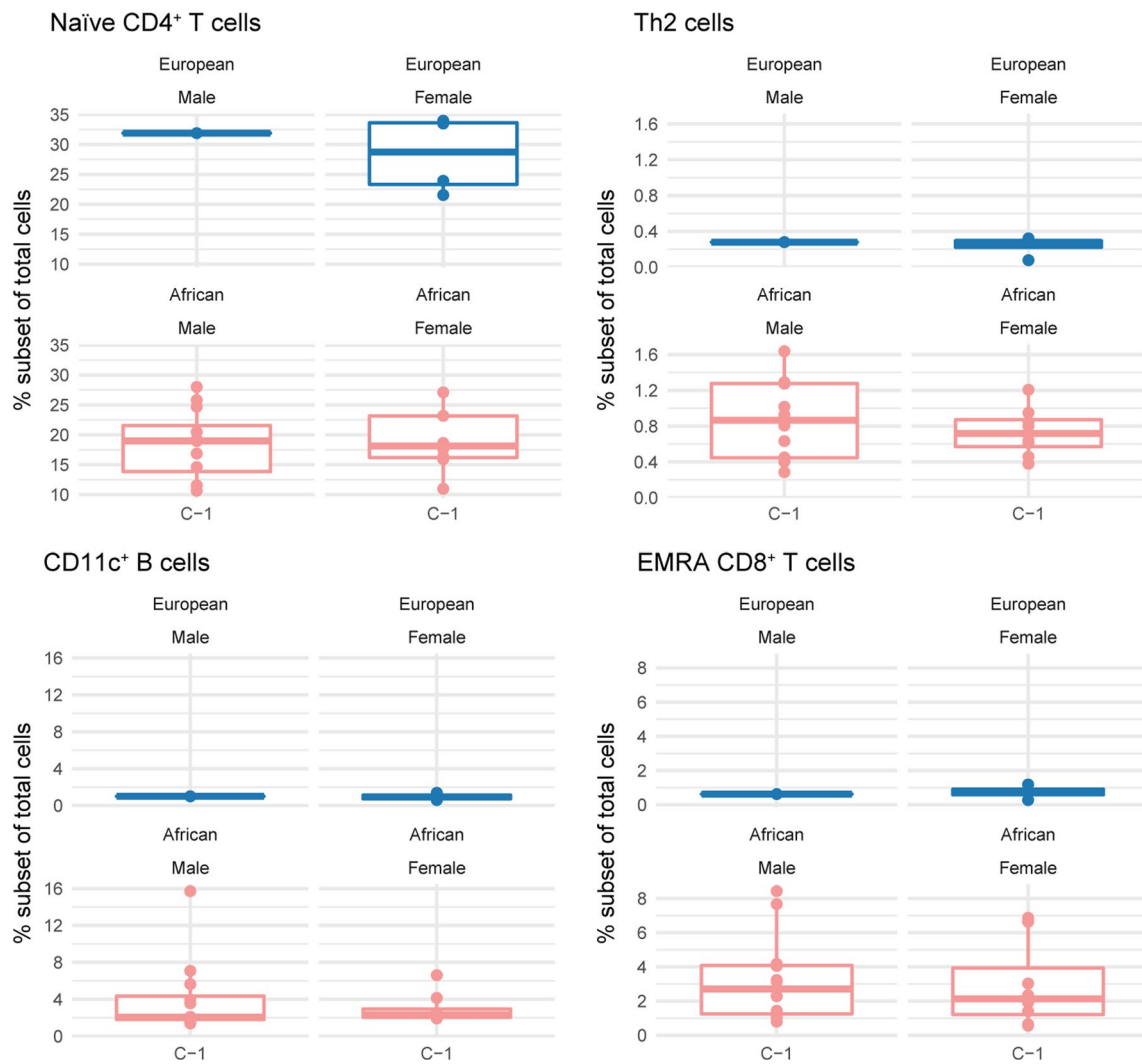 Naïve CD4⁺ T cells
% subset of total cells
European
Male
European
Female
35
30
25
20
15
10
African
Male
African
Female
35
30
25
20
15
10
C−1
C−1
Th2 cells
% subset of total cells
European
Male
European
Female
1.6
1.2
0.8
0.4
0.0
African
Male
African
Female
1.6
1.2
0.8
0.4
0.0
C−1
C−1
CD11c⁺ B cells
% subset of total cells
European
Male
European
Female
16
12
8
4
0
African
Male
African
Female
16
12
8
4
0
C−1
C−1
EMRA CD8⁺ T cells
% subset of total cells
European
Male
European
Female
8
6
4
2
0
African
Male
African
Female
8
6
4
2
0
C−1
C−1